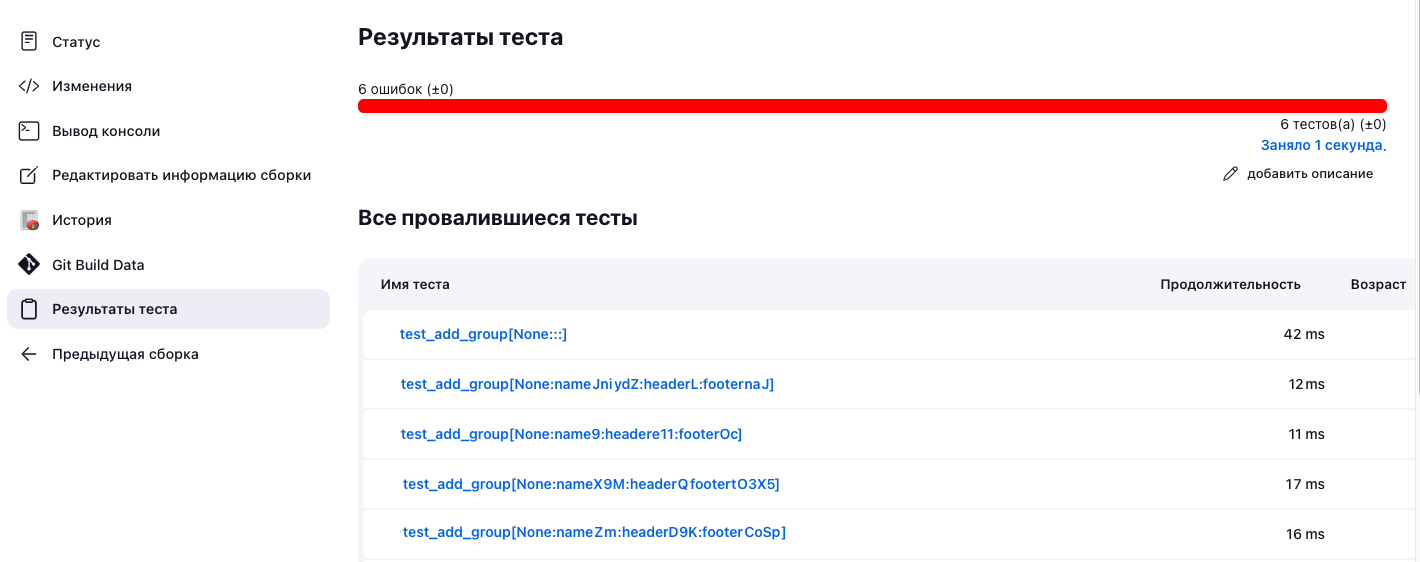 Статус
Изменения
Вывод консоли
Редактировать информацию сборки
История
Git Build Data
Результаты теста
Предыдущая сборка
Результаты теста
6 ошибок (±0)
6 тестов(а) (±0)
Заняло 1 секунда.
добавить описание
Все провалившиеся тесты
Имя теста Продолжительность Возраст
test_add_group[None:::] 42 ms
test_add_group[None:nameJniydZ:headerL:footernaJ] 12 ms
test_add_group[None:name9:headere11:footerOc] 11 ms
test_add_group[None:nameX9M:headerQfootertO3X5] 17 ms
test_add_group[None:nameZm:headerD9K:footerCoSp] 16 ms